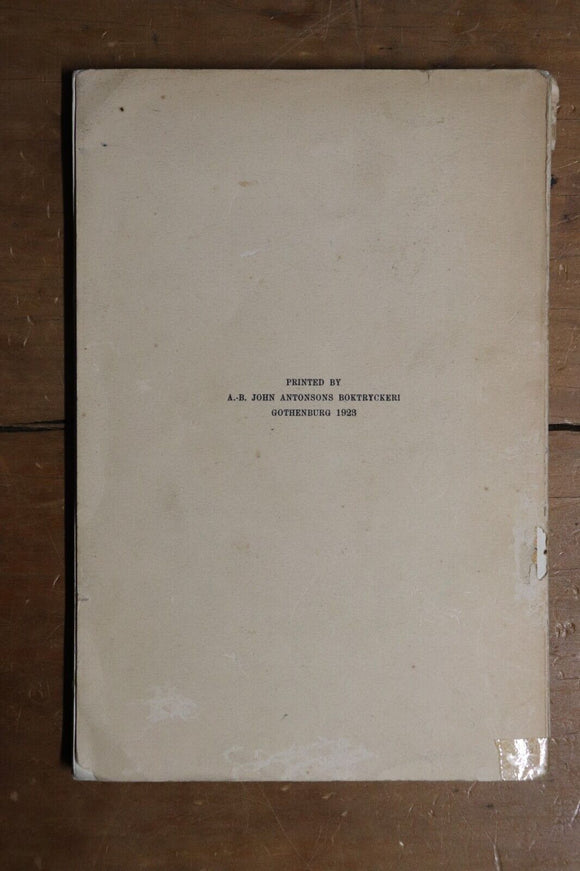 PRINTED BY
A.-B. JOHN ANTONSONS BOKTRYCKERI
GOTHENBURG 1923